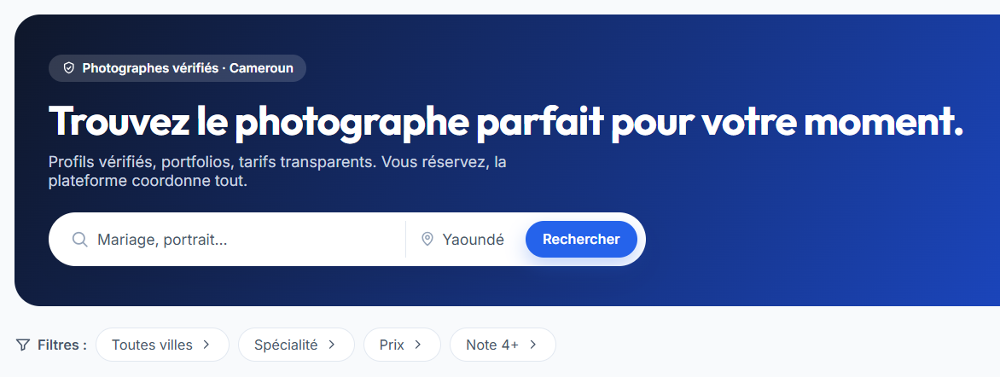 Photographes vérifiés · Cameroun
Trouvez le photographe parfait pour votre moment.
Profils vérifiés, portfolios, tarifs transparents. Vous réservez, la
plateforme coordonne tout.
Mariage, portrait... Yaoundé Rechercher
Filtres : Toutes villes Spécialité Prix Note 4+